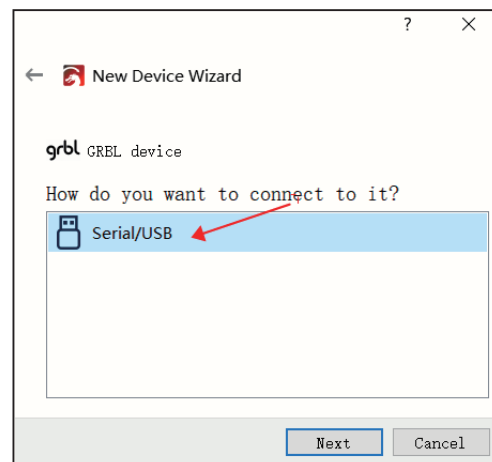 ?
New Device Wizard
grbl GRBL device
How do you want to connect to it?
Serial/USB
Next Cancel